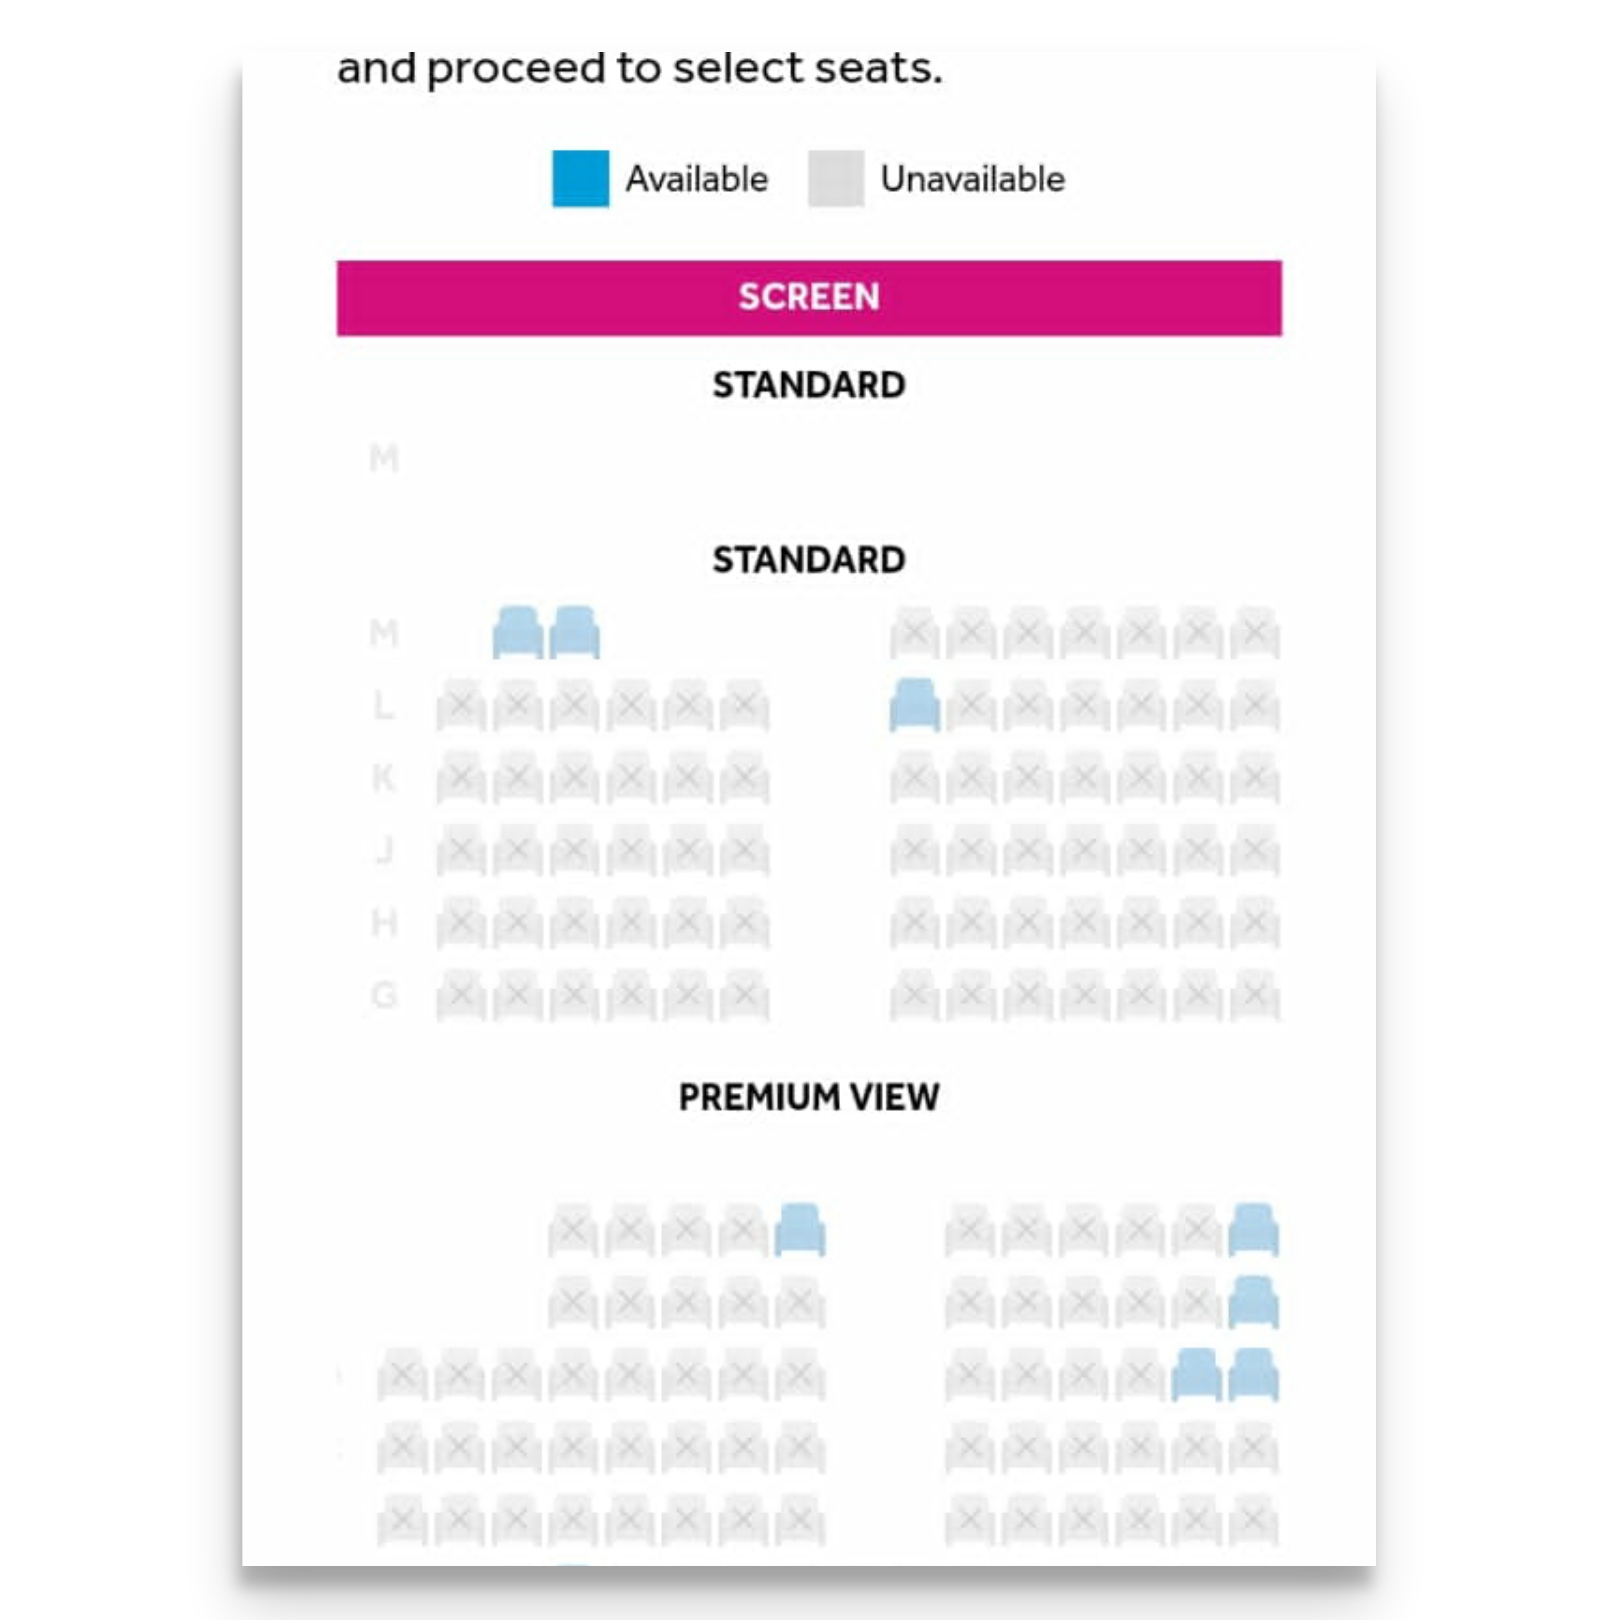 and proceed to select seats.
Available Unavailable
SCREEN
STANDARD
M
STANDARD
M
L
K
J
H
G
PREMIUM VIEW